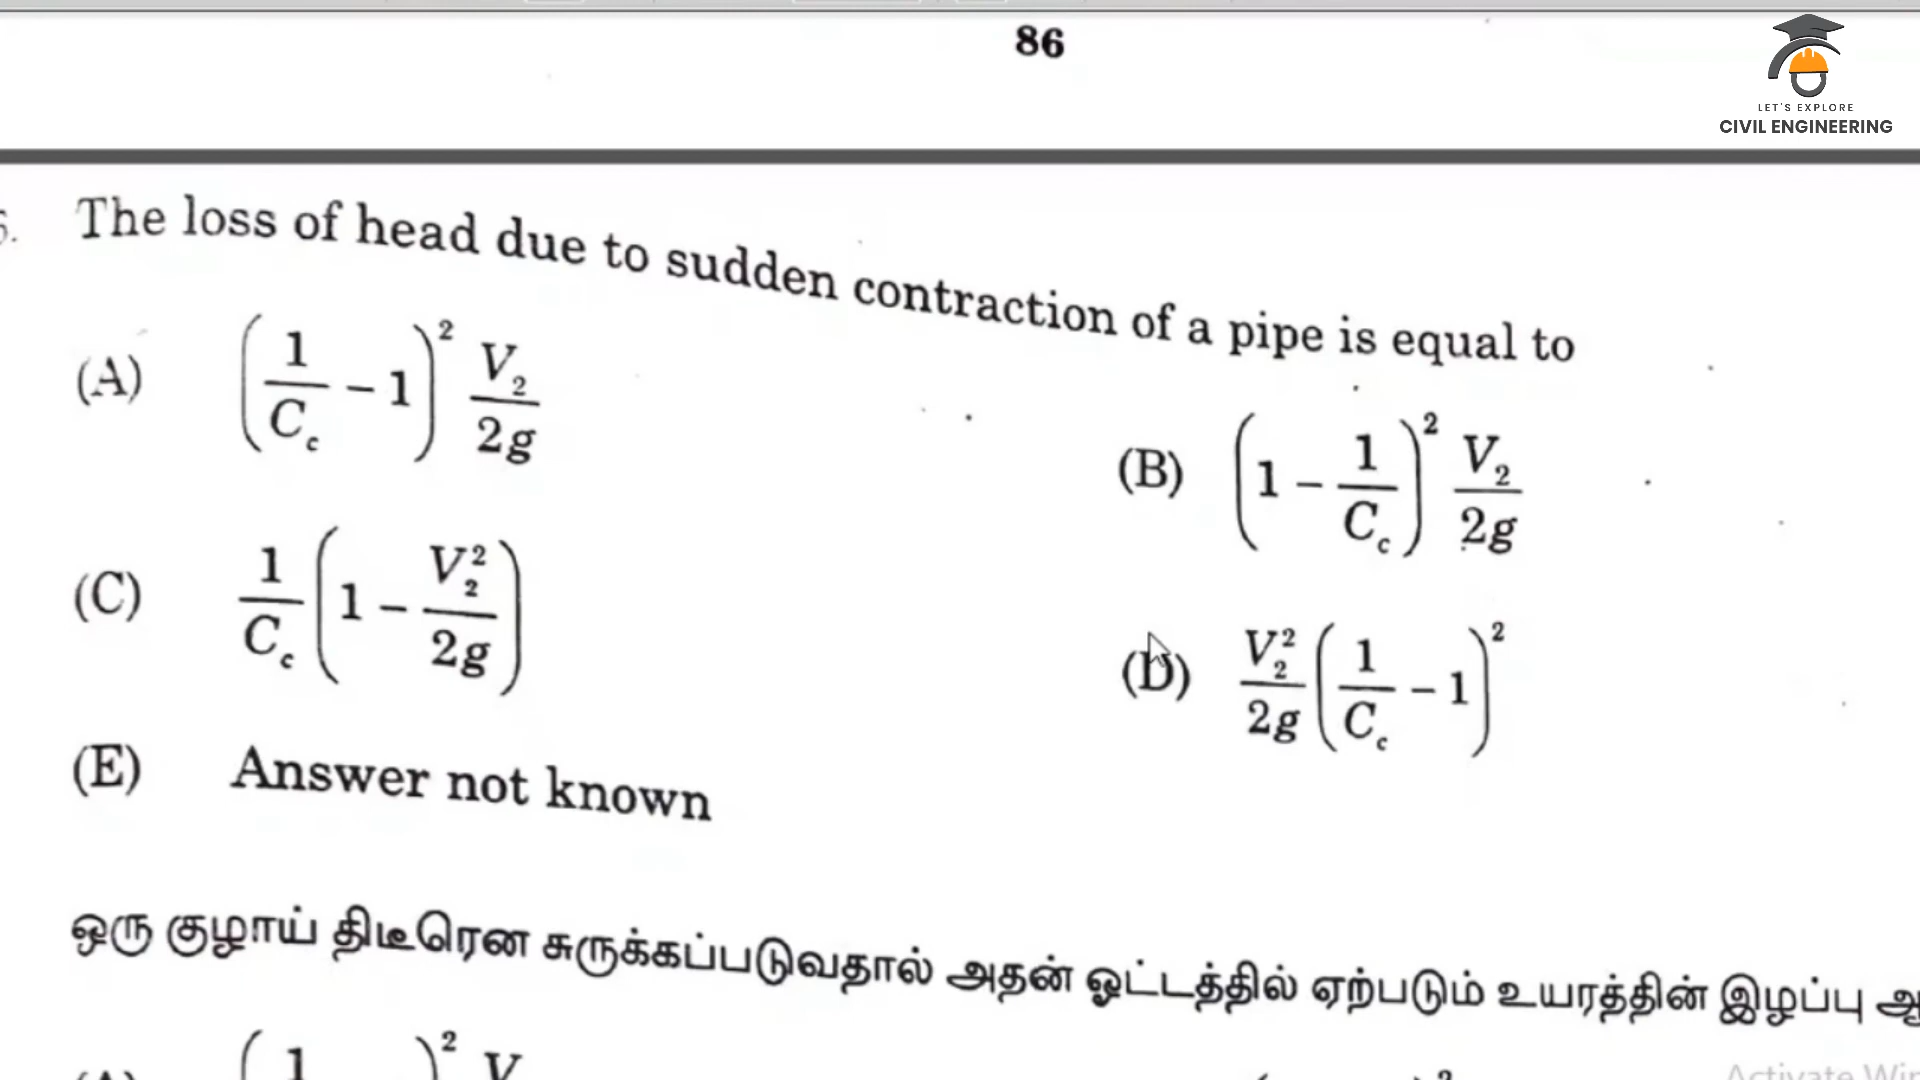 86
LET'S EXPLORE
CIVIL ENGINEERING
The loss of head due to sudden contraction of a pipe is equal to
(A) (1/C_c − 1)² V₂/2g
(B) (1 − 1/C_c)² V₂/2g
(C) 1/C_c (1 − V₂²/2g)
(D) V₂²/2g (1/C_c − 1)²
(E) Answer not known
ஒரு குழாய் திடீரென சுருக்கப்படுவதால் அதன் ஓட்டத்தில் ஏற்படும் உயரத்தின் இழப்பு